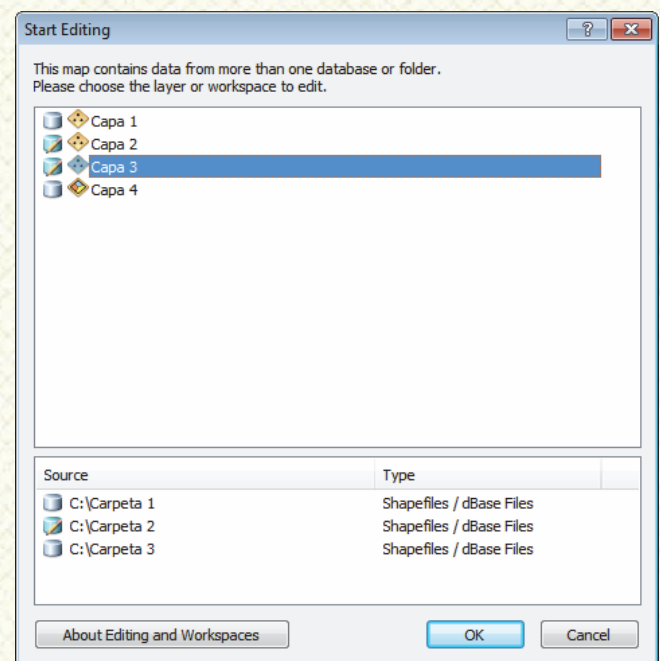 Start Editing
This map contains data from more than one database or folder.
Please choose the layer or workspace to edit.
Capa 1
Capa 2
Capa 3
Capa 4
Source Type
C:\Carpeta 1 Shapefiles / dBase Files
C:\Carpeta 2 Shapefiles / dBase Files
C:\Carpeta 3 Shapefiles / dBase Files
About Editing and Workspaces OK Cancel